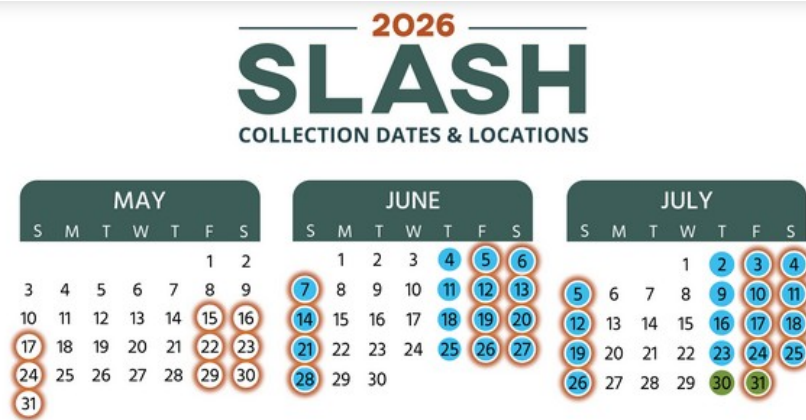 2026
SLASH
COLLECTION DATES & LOCATIONS
MAY
S M T W T F S
1 2
3 4 5 6 7 8 9
10 11 12 13 14 15 16
17 18 19 20 21 22 23
24 25 26 27 28 29 30
31
JUNE
S M T W T F S
1 2 3 4 5 6
7 8 9 10 11 12 13
14 15 16 17 18 19 20
21 22 23 24 25 26 27
28 29 30
JULY
S M T W T F S
1 2 3 4
5 6 7 8 9 10 11
12 13 14 15 16 17 18
19 20 21 22 23 24 25
26 27 28 29 30 31